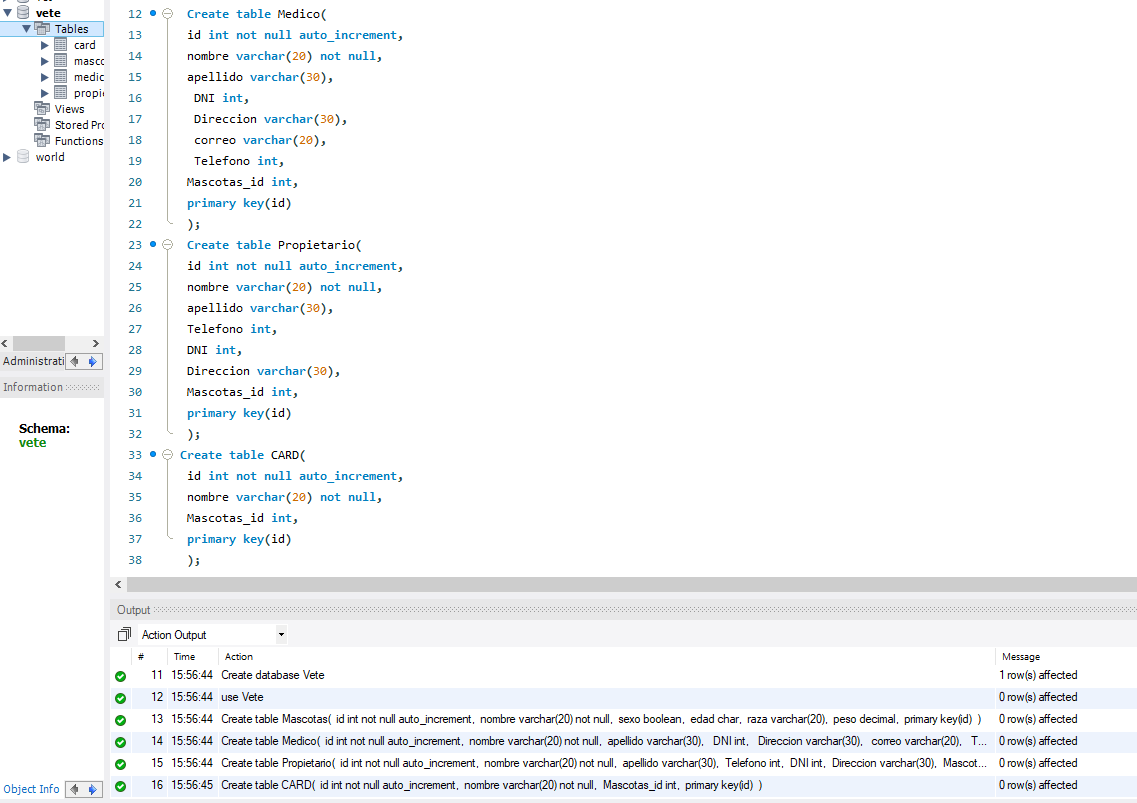 vete
Tables
card
masco
medic
propie
Views
Stored Pro
Functions
world
Administrati
Information
Schema:
vete
Object Info
12 Create table Medico(
13 id int not null auto_increment,
14 nombre varchar(20) not null,
15 apellido varchar(30),
16 DNI int,
17 Direccion varchar(30),
18 correo varchar(20),
19 Telefono int,
20 Mascotas_id int,
21 primary key(id)
22 );
23 Create table Propietario(
24 id int not null auto_increment,
25 nombre varchar(20) not null,
26 apellido varchar(30),
27 Telefono int,
28 DNI int,
29 Direccion varchar(30),
30 Mascotas_id int,
31 primary key(id)
32 );
33 Create table CARD(
34 id int not null auto_increment,
35 nombre varchar(20) not null,
36 Mascotas_id int,
37 primary key(id)
38 );
Output
Action Output
# Time Action Message
11 15:56:44 Create database Vete 1 row(s) affected
12 15:56:44 use Vete 0 row(s) affected
13 15:56:44 Create table Mascotas( id int not null auto_increment, nombre varchar(20) not null, sexo boolean, edad char, raza varchar(20), peso decimal, primary key(id) ) 0 row(s) affected
14 15:56:44 Create table Medico( id int not null auto_increment, nombre varchar(20) not null, apellido varchar(30), DNI int, Direccion varchar(30), correo varchar(20), T... 0 row(s) affected
15 15:56:44 Create table Propietario( id int not null auto_increment, nombre varchar(20) not null, apellido varchar(30), Telefono int, DNI int, Direccion varchar(30), Mascot... 0 row(s) affected
16 15:56:45 Create table CARD( id int not null auto_increment, nombre varchar(20) not null, Mascotas_id int, primary key(id) ) 0 row(s) affected